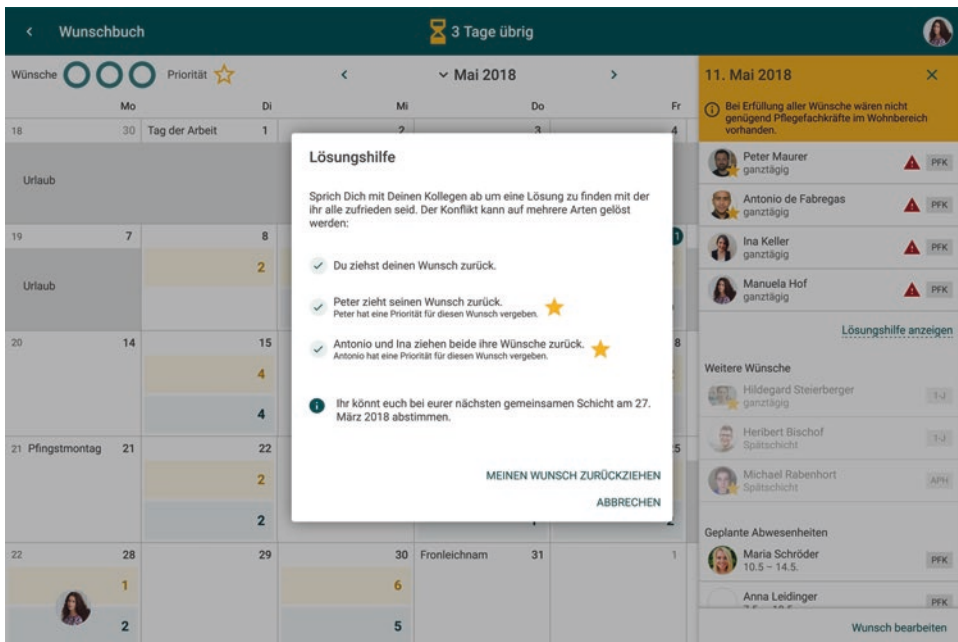 Wunschbuch
3 Tage übrig
Wünsche
Priorität
Mai 2018
11. Mai 2018
Bei Erfüllung aller Wünsche wären nicht
genügend Pflegefachkräfte im Wohnbereich
vorhanden.
Mo Di Mi Do Fr
18 30 Tag der Arbeit 1 2 3 4
Urlaub
19 7 8
2
Urlaub
20 14 15 8
4
4
21 Pfingstmontag 21 22 25
2
2
22 28 29 30 Fronleichnam 31 1
1 6
2 5
Lösungshilfe
Sprich Dich mit Deinen Kollegen ab um eine Lösung zu finden mit der
ihr alle zufrieden seid. Der Konflikt kann auf mehrere Arten gelöst
werden:
Du ziehst deinen Wunsch zurück.
Peter zieht seinen Wunsch zurück.
Peter hat eine Priorität für diesen Wunsch vergeben.
Antonio und Ina ziehen beide ihre Wünsche zurück.
Antonio hat eine Priorität für diesen Wunsch vergeben.
Ihr könnt euch bei eurer nächsten gemeinsamen Schicht am 27.
März 2018 abstimmen.
MEINEN WUNSCH ZURÜCKZIEHEN
ABBRECHEN
Peter Maurer
ganztägig
PFK
Antonio de Fabregas
ganztägig
PFK
Ina Keller
ganztägig
PFK
Manuela Hof
ganztägig
PFK
Lösungshilfe anzeigen
Weitere Wünsche
Hildegard Steierberger
ganztägig
1-J
Heribert Bischof
Spätschicht
1-J
Michael Rabenhort
Spätschicht
APH
Geplante Abwesenheiten
Maria Schröder
10.5 – 14.5.
PFK
Anna Leidinger
PFK
Wunsch bearbeiten